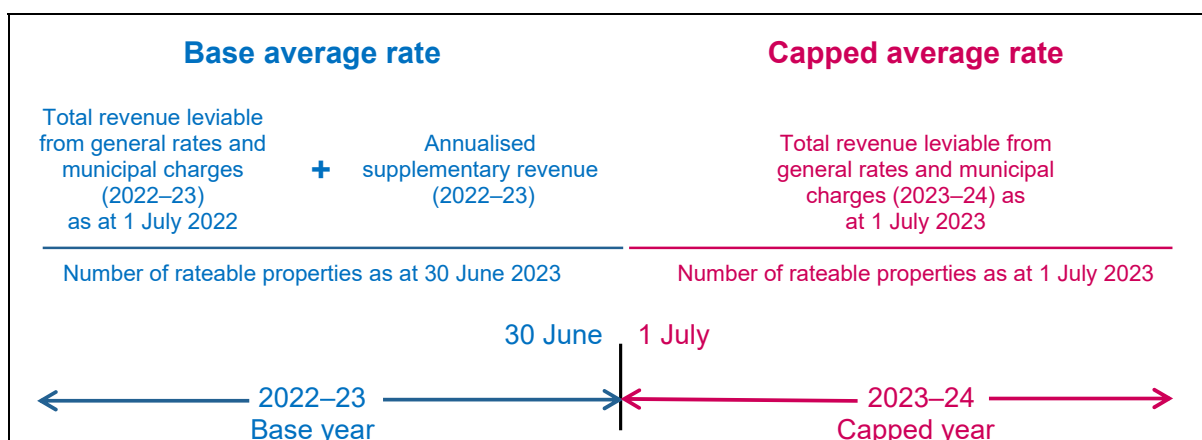 Base average rate
Total revenue leviable
from general rates and
municipal charges
(2022–23)
as at 1 July 2022
+
Annualised
supplementary revenue
(2022–23)
Number of rateable properties as at 30 June 2023
Capped average rate
Total revenue leviable from
general rates and municipal
charges (2023–24) as
at 1 July 2023
Number of rateable properties as at 1 July 2023
30 June
1 July
2022–23
Base year
2023–24
Capped year